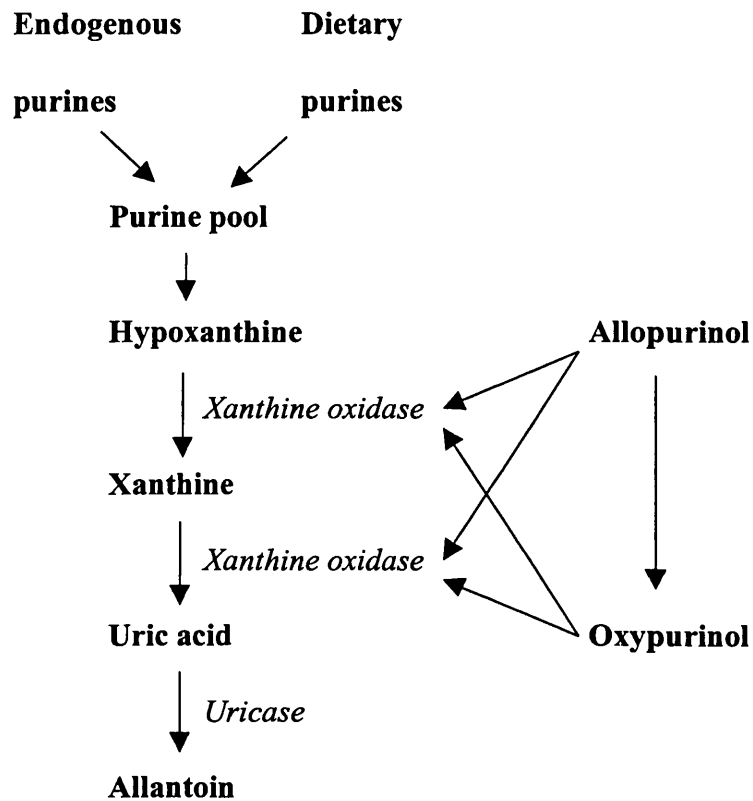 Endogenous
purines
Dietary
purines
Purine pool
Hypoxanthine
Allopurinol
Xanthine oxidase
Xanthine
Xanthine oxidase
Uric acid
Oxypurinol
Uricase
Allantoin